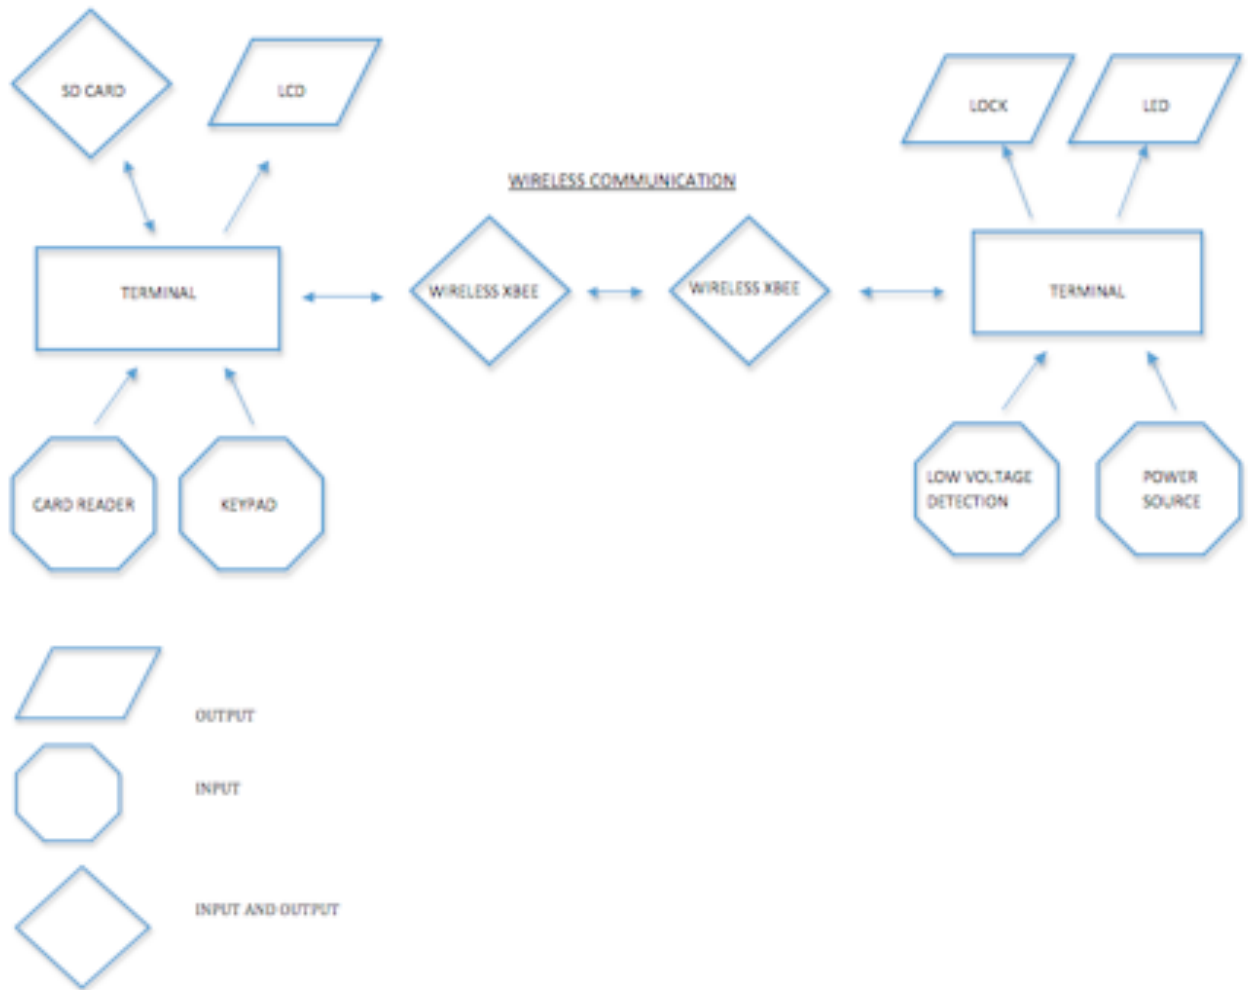 SD CARD
LCD
LOCK
LED
WIRELESS COMMUNICATION
TERMINAL
WIRELESS XBEE
WIRELESS XBEE
TERMINAL
CARD READER
KEYPAD
LOW VOLTAGE
DETECTION
POWER
SOURCE
OUTPUT
INPUT
INPUT AND OUTPUT